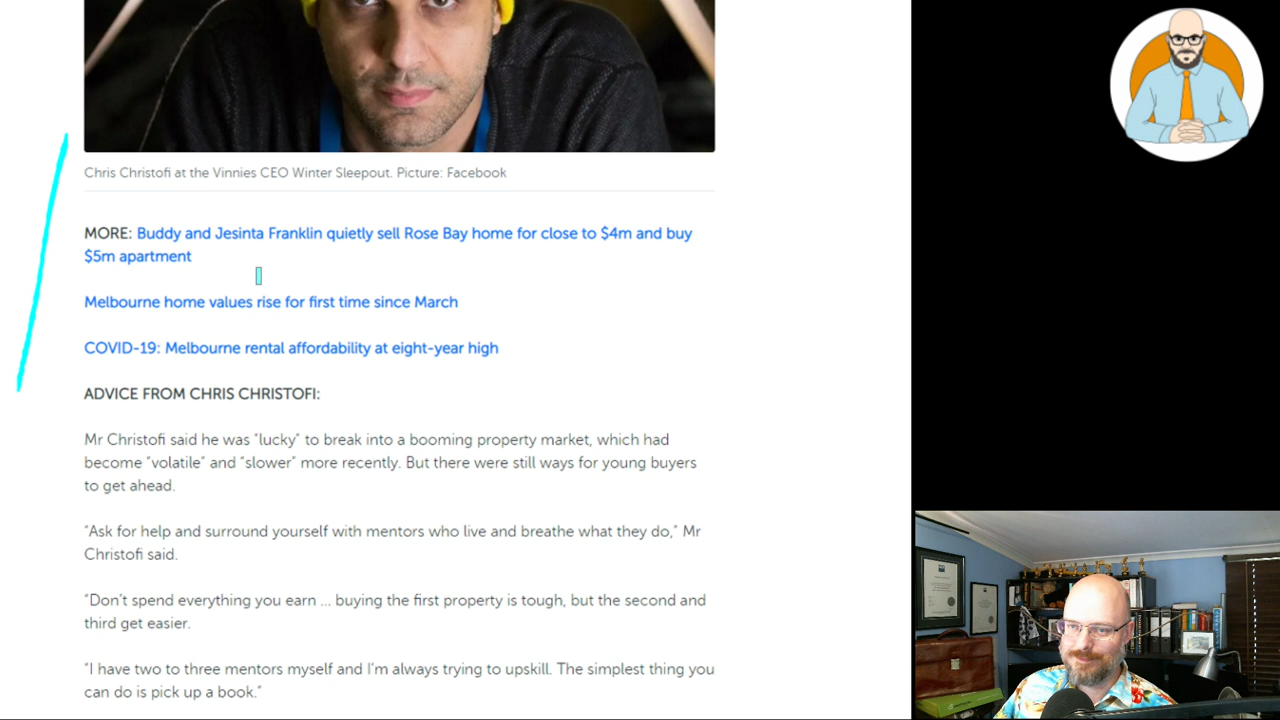 Chris Christofi at the Vinnies CEO Winter Sleepout. Picture: Facebook
MORE: Buddy and Jesinta Franklin quietly sell Rose Bay home for close to $4m and buy
$5m apartment
Melbourne home values rise for first time since March
COVID-19: Melbourne rental affordability at eight-year high
ADVICE FROM CHRIS CHRISTOFI:
Mr Christofi said he was “lucky” to break into a booming property market, which had
become “volatile” and “slower” more recently. But there were still ways for young buyers
to get ahead.
“Ask for help and surround yourself with mentors who live and breathe what they do,” Mr
Christofi said.
“Don’t spend everything you earn ... buying the first property is tough, but the second and
third get easier.
“I have two to three mentors myself and I’m always trying to upskill. The simplest thing you
can do is pick up a book.”